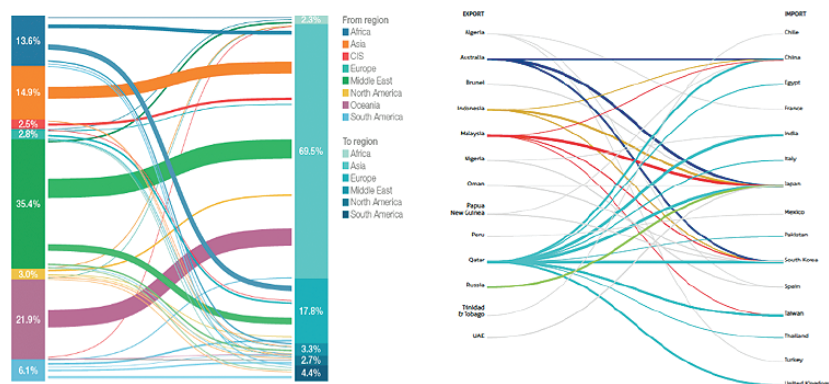 13.6%
14.9%
2.5%
2.8%
35.4%
3.0%
21.9%
6.1%
2.3%
69.5%
17.8%
3.3%
2.7%
4.4%
From region
Africa
Asia
CIS
Europe
Middle East
North America
Oceania
South America
To region
Africa
Asia
Europe
Middle East
North America
South America
EXPORT
Algeria
Australia
Brunei
Indonesia
Malaysia
Nigeria
Oman
Papua
New Guinea
Peru
Qatar
Russia
Trinidad
& Tobago
UAE
IMPORT
Chile
China
Egypt
France
India
Italy
Japan
Mexico
Pakistan
South Korea
Spain
Taiwan
Thailand
Turkey
United Kingdom